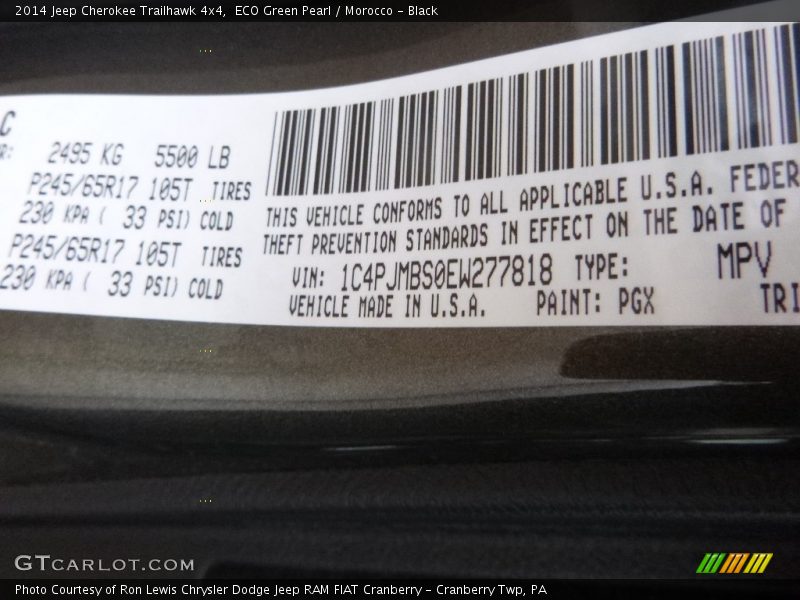 2014 Jeep Cherokee Trailhawk 4x4, ECO Green Pearl / Morocco - Black
C
R: 2495 KG 5500 LB
P245/65R17 105T TIRES
230 KPA ( 33 PSI) COLD
P245/65R17 105T TIRES
230 KPA ( 33 PSI) COLD
THIS VEHICLE CONFORMS TO ALL APPLICABLE U.S.A. FEDER
THEFT PREVENTION STANDARDS IN EFFECT ON THE DATE OF
VIN: 1C4PJMBS0EW277818 TYPE: MPV
VEHICLE MADE IN U.S.A. PAINT: PGX TRI
GTCARLOT.COM
Photo Courtesy of Ron Lewis Chrysler Dodge Jeep RAM FIAT Cranberry - Cranberry Twp, PA